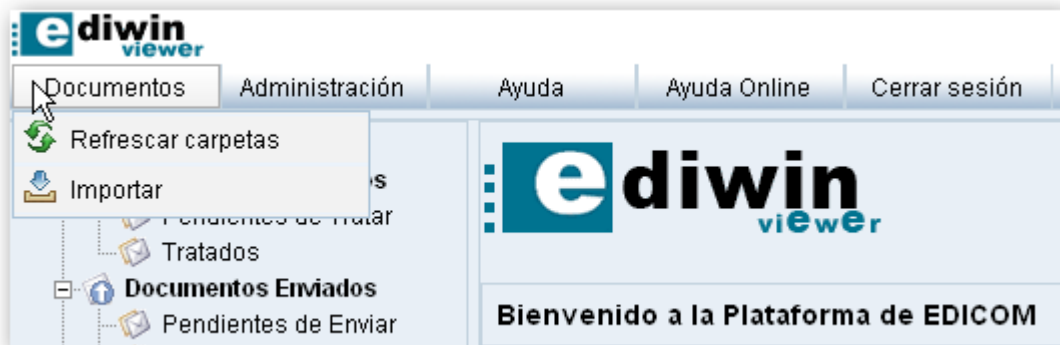 ediwin
viewer
Documentos Administración Ayuda Ayuda Online Cerrar sesión
Refrescar carpetas
Importar
Tratados
Documentos Enviados
Pendientes de Enviar
ediwin
viewer
Bienvenido a la Plataforma de EDICOM